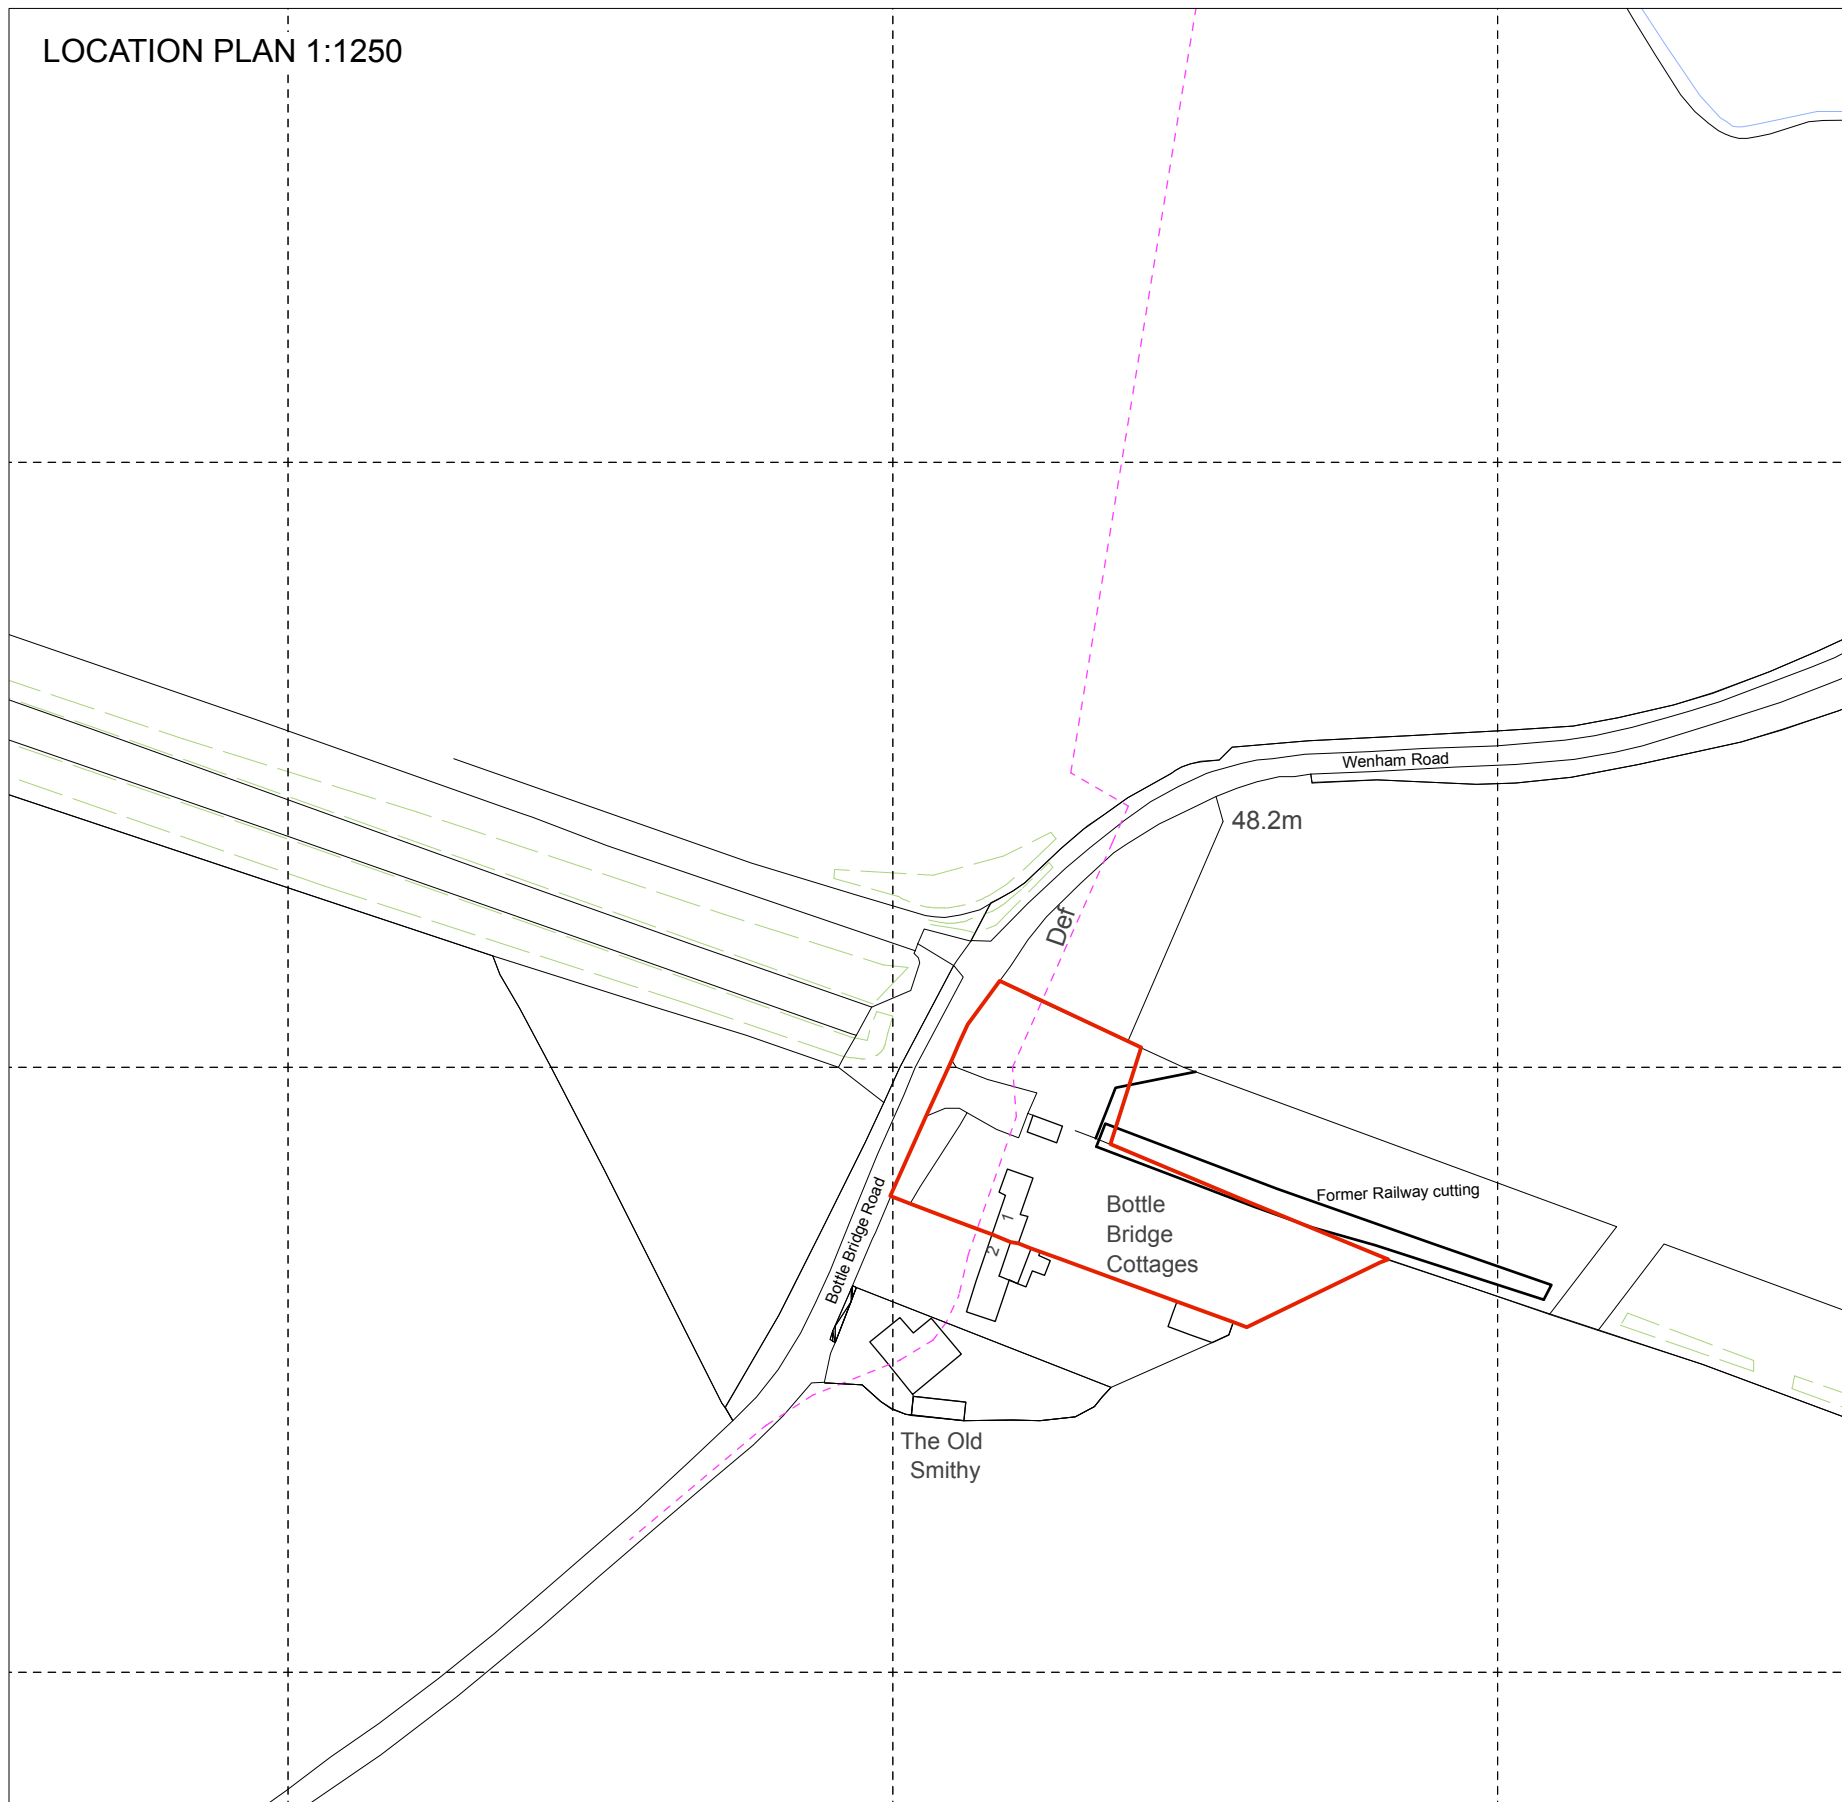 LOCATION PLAN 1:1250
Wenham Road
48.2m
Def
Bottle Bridge Road
1
2
Bottle
Bridge
Cottages
Former Railway cutting
The Old
Smithy